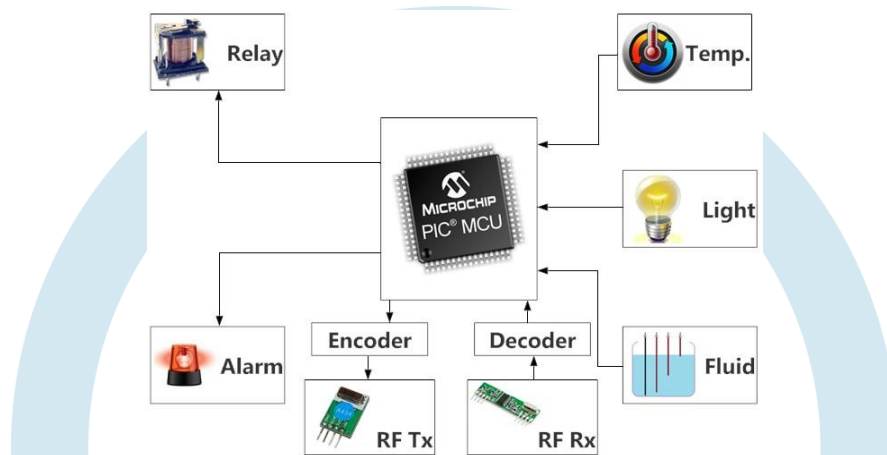 Relay
Temp.
MICROCHIP
PIC® MCU
Light
Encoder
Decoder
Alarm
Fluid
RF Tx
RF Rx